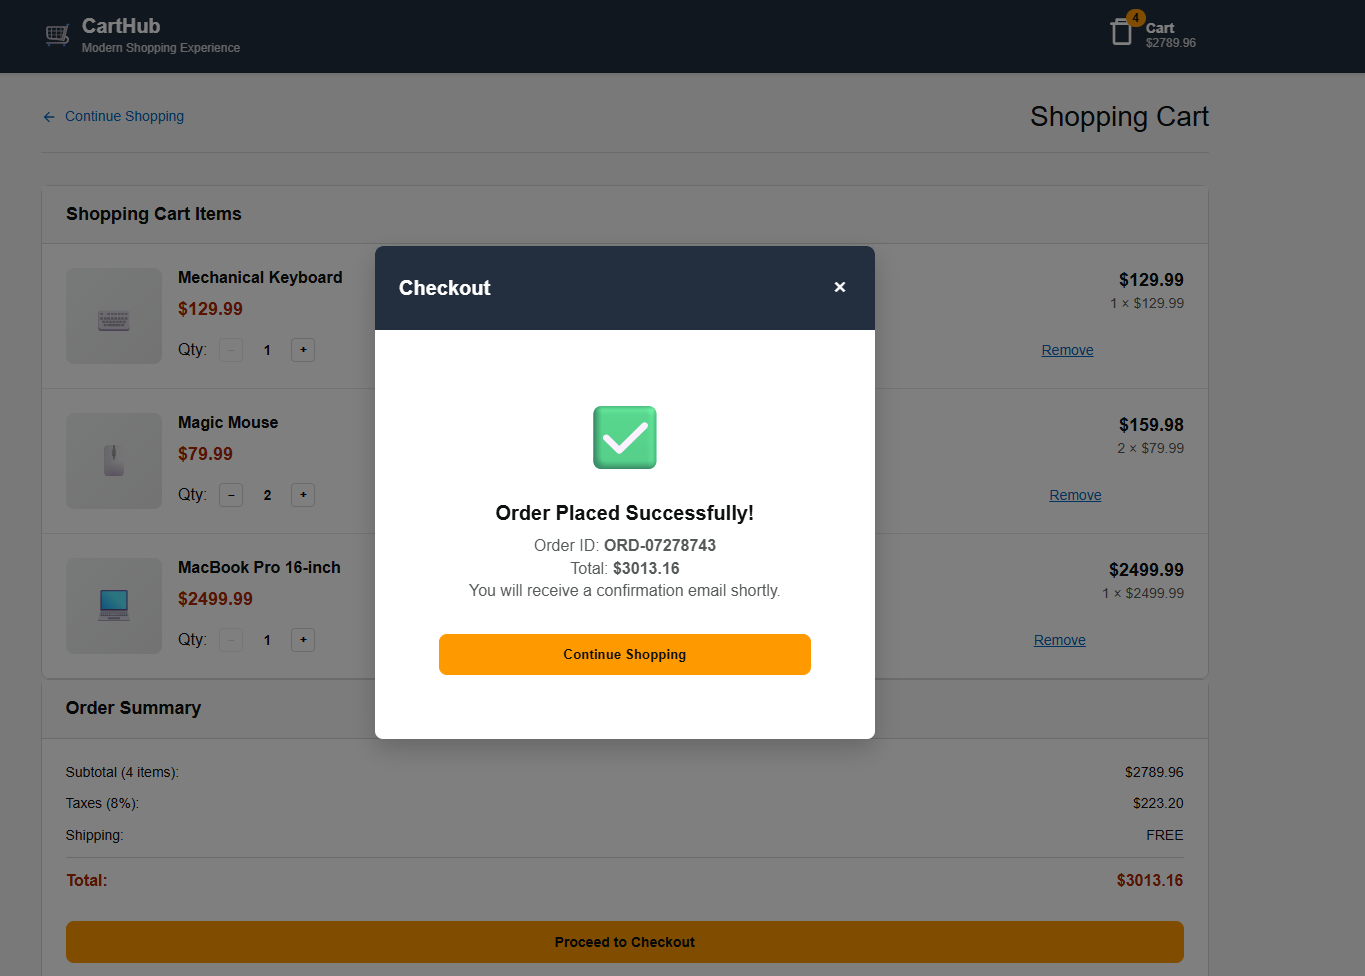 CartHub
Modern Shopping Experience
4
Cart
$2789.96
← Continue Shopping
Shopping Cart
Shopping Cart Items
Mechanical Keyboard
$129.99
Qty: − 1 +
$129.99
1 × $129.99
Remove
Magic Mouse
$79.99
Qty: − 2 +
$159.98
2 × $79.99
Remove
MacBook Pro 16-inch
$2499.99
Qty: − 1 +
$2499.99
1 × $2499.99
Remove
Checkout ×
Order Placed Successfully!
Order ID: ORD-07278743
Total: $3013.16
You will receive a confirmation email shortly.
Continue Shopping
Order Summary
Subtotal (4 items): $2789.96
Taxes (8%): $223.20
Shipping: FREE
Total: $3013.16
Proceed to Checkout